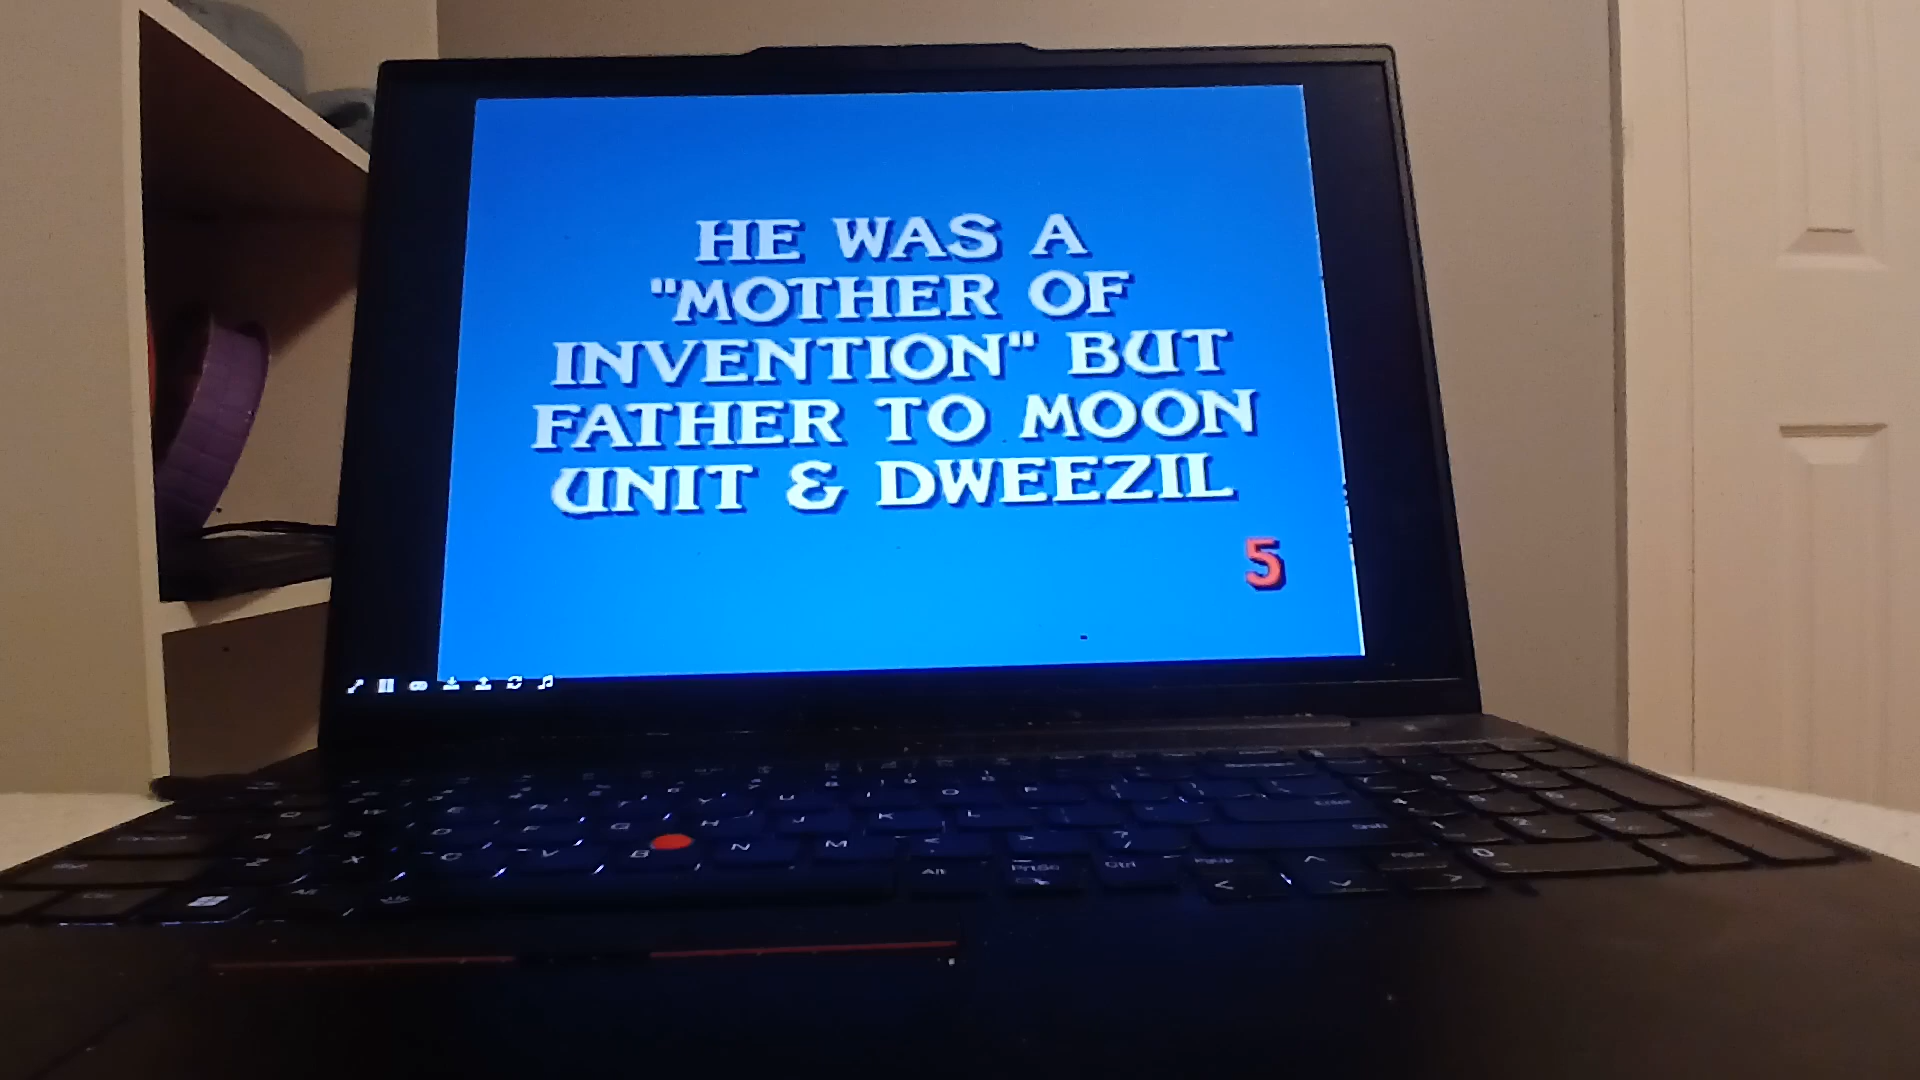 HE WAS A
"MOTHER OF
INVENTION" BUT
FATHER TO MOON
UNIT & DWEEZIL
5